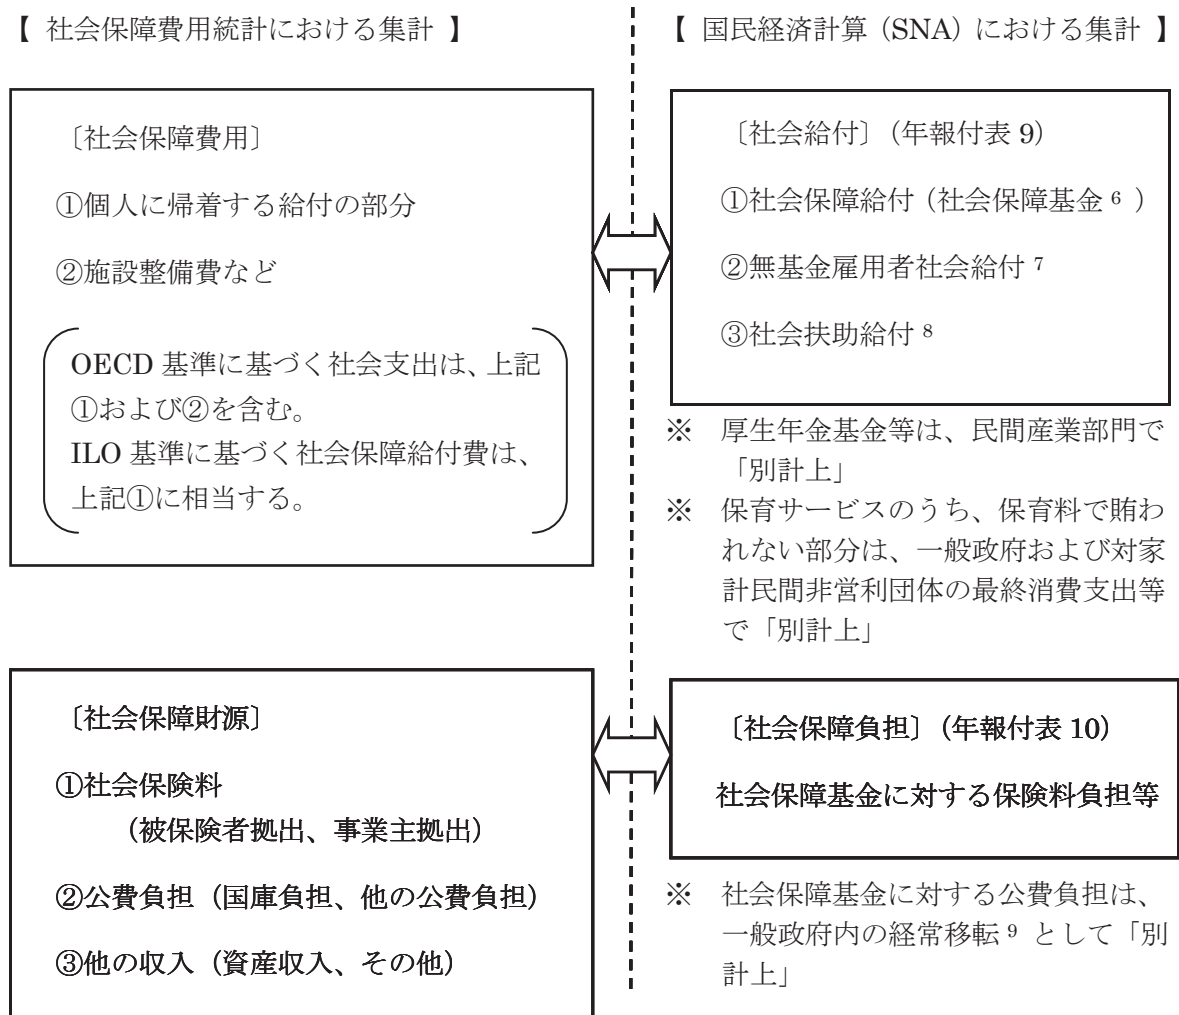 【 社会保障費用統計における集計 】
〔社会保障費用〕
①個人に帰着する給付の部分
②施設整備費など
OECD 基準に基づく社会支出は、上記
①および②を含む。
ILO 基準に基づく社会保障給付費は、
上記①に相当する。
〔社会保障財源〕
①社会保険料
（被保険者拠出、事業主拠出）
②公費負担（国庫負担、他の公費負担）
③他の収入（資産収入、その他）
【 国民経済計算（SNA）における集計 】
〔社会給付〕（年報付表 9）
①社会保障給付（社会保障基金 6 ）
②無基金雇用者社会給付 7
③社会扶助給付 8
※ 厚生年金基金等は、民間産業部門で
「別計上」
※ 保育サービスのうち、保育料で賄わ
れない部分は、一般政府および対家
計民間非営利団体の最終消費支出等
で「別計上」
〔社会保障負担〕（年報付表 10）
社会保障基金に対する保険料負担等
※ 社会保障基金に対する公費負担は、
一般政府内の経常移転 9 として「別
計上」